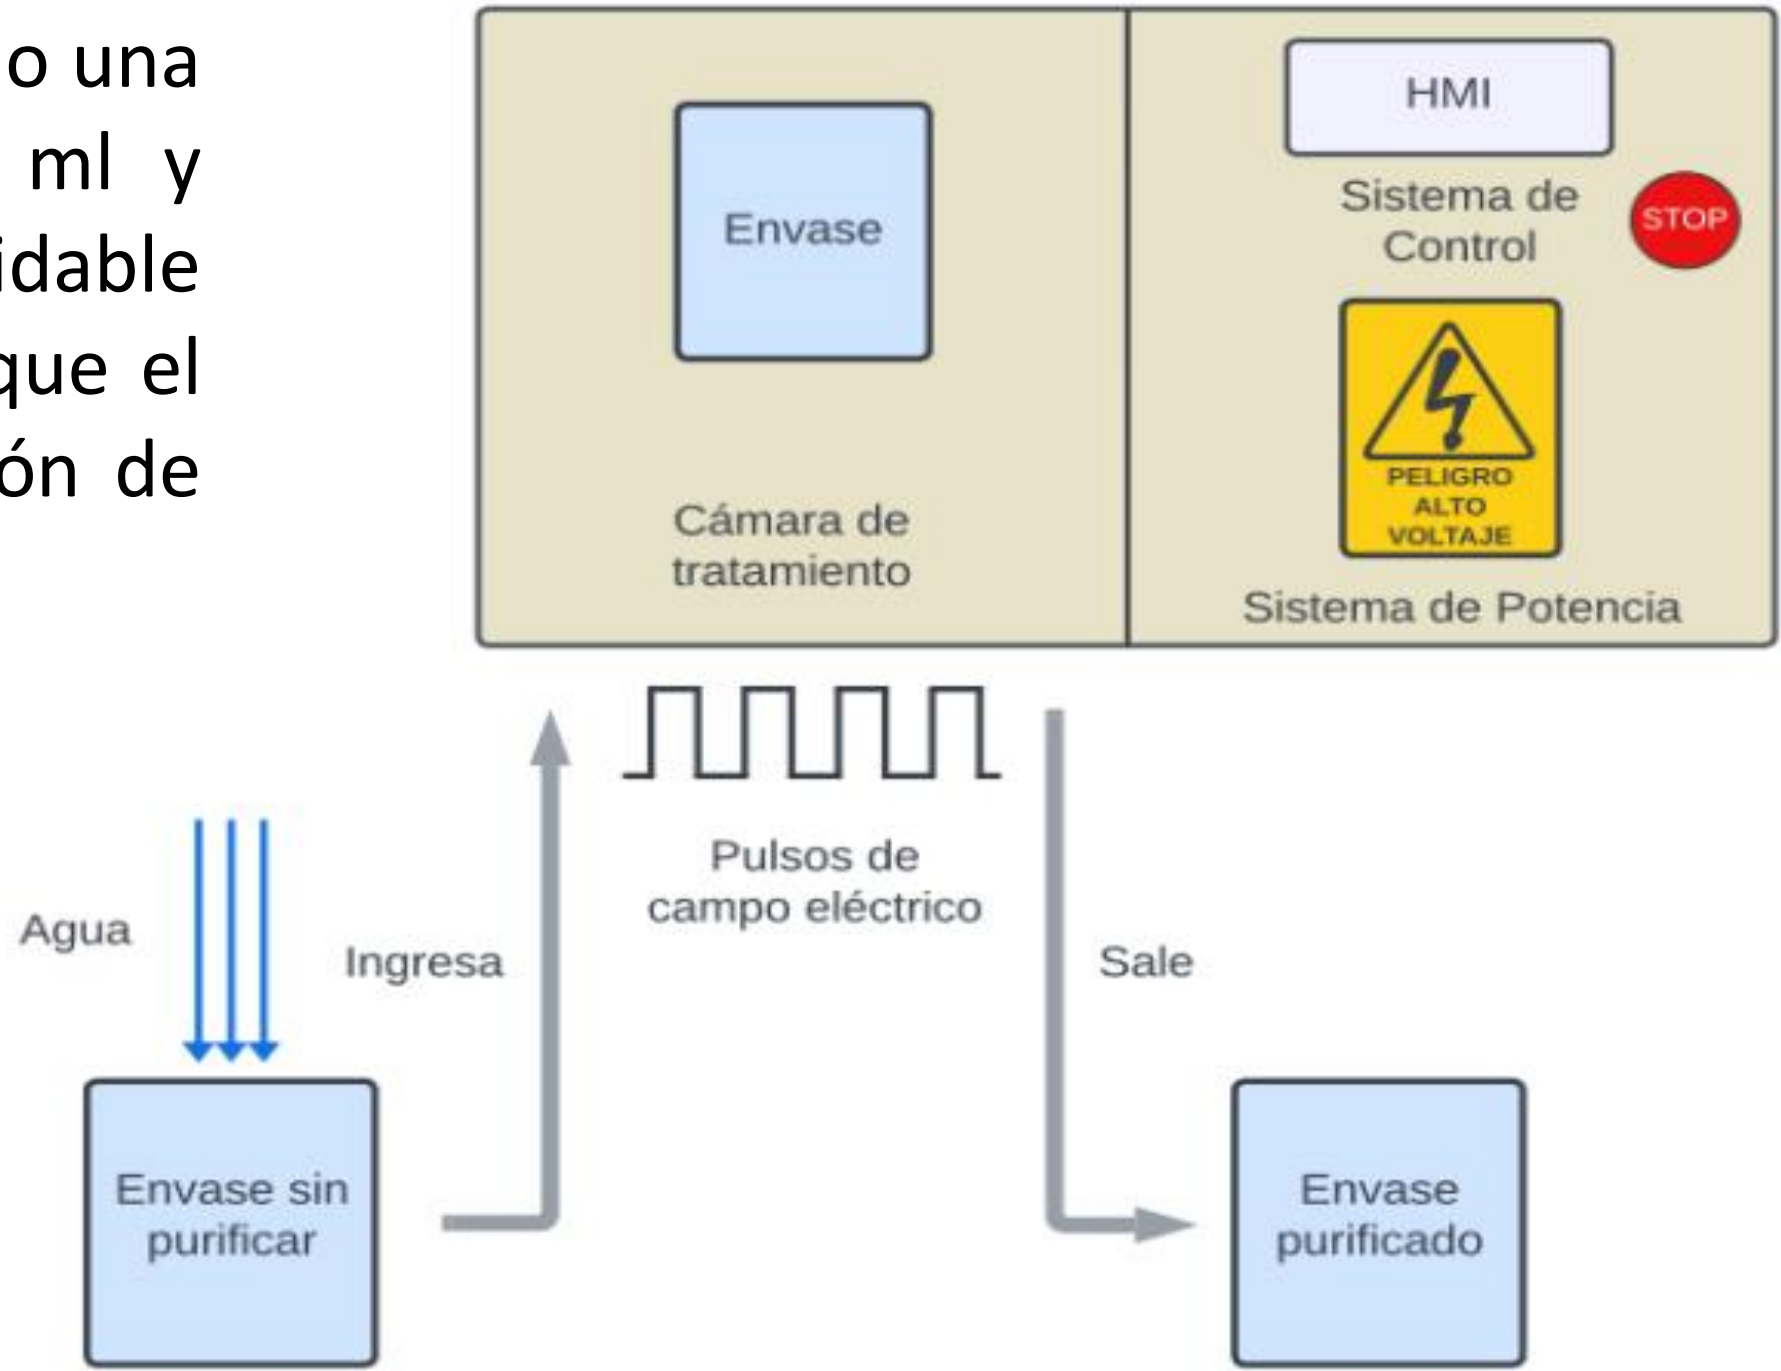 o una
ml y
idable
que el
ón de
HMI
Sistema de
Control
STOP
Envase
PELIGRO
ALTO
VOLTAJE
Cámara de
tratamiento
Sistema de Potencia
Pulsos de
campo eléctrico
Agua
Ingresa
Sale
Envase sin
purificar
Envase
purificado